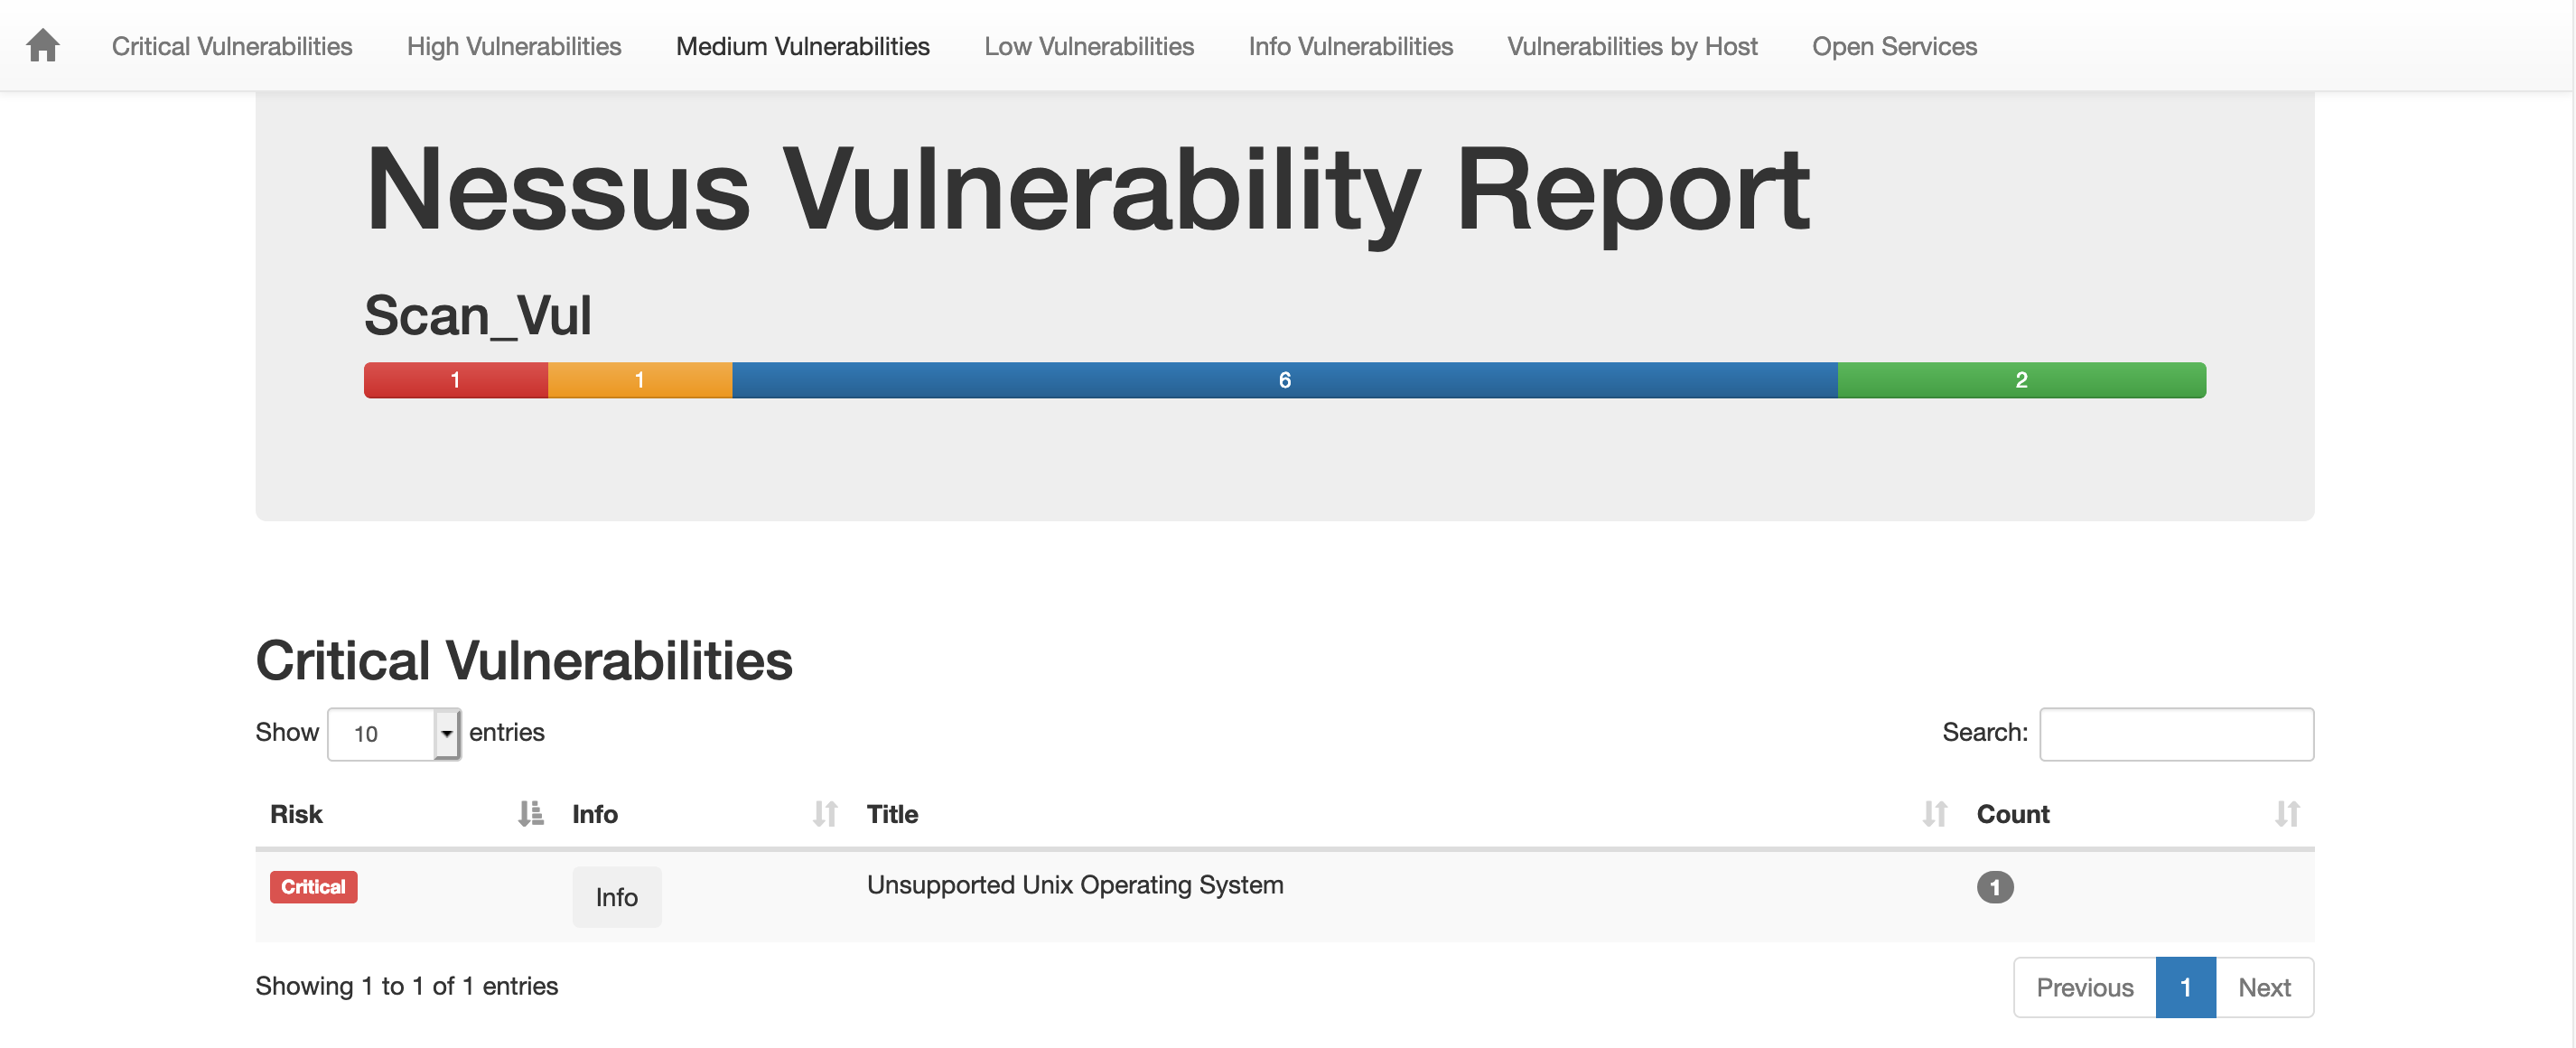 Critical Vulnerabilities High Vulnerabilities Medium Vulnerabilities Low Vulnerabilities Info Vulnerabilities Vulnerabilities by Host Open Services
Nessus Vulnerability Report
Scan_Vul
1 1 6 2
Critical Vulnerabilities
Show 10 entries Search:
Risk Info Title Count
Critical Info Unsupported Unix Operating System 1
Showing 1 to 1 of 1 entries Previous 1 Next